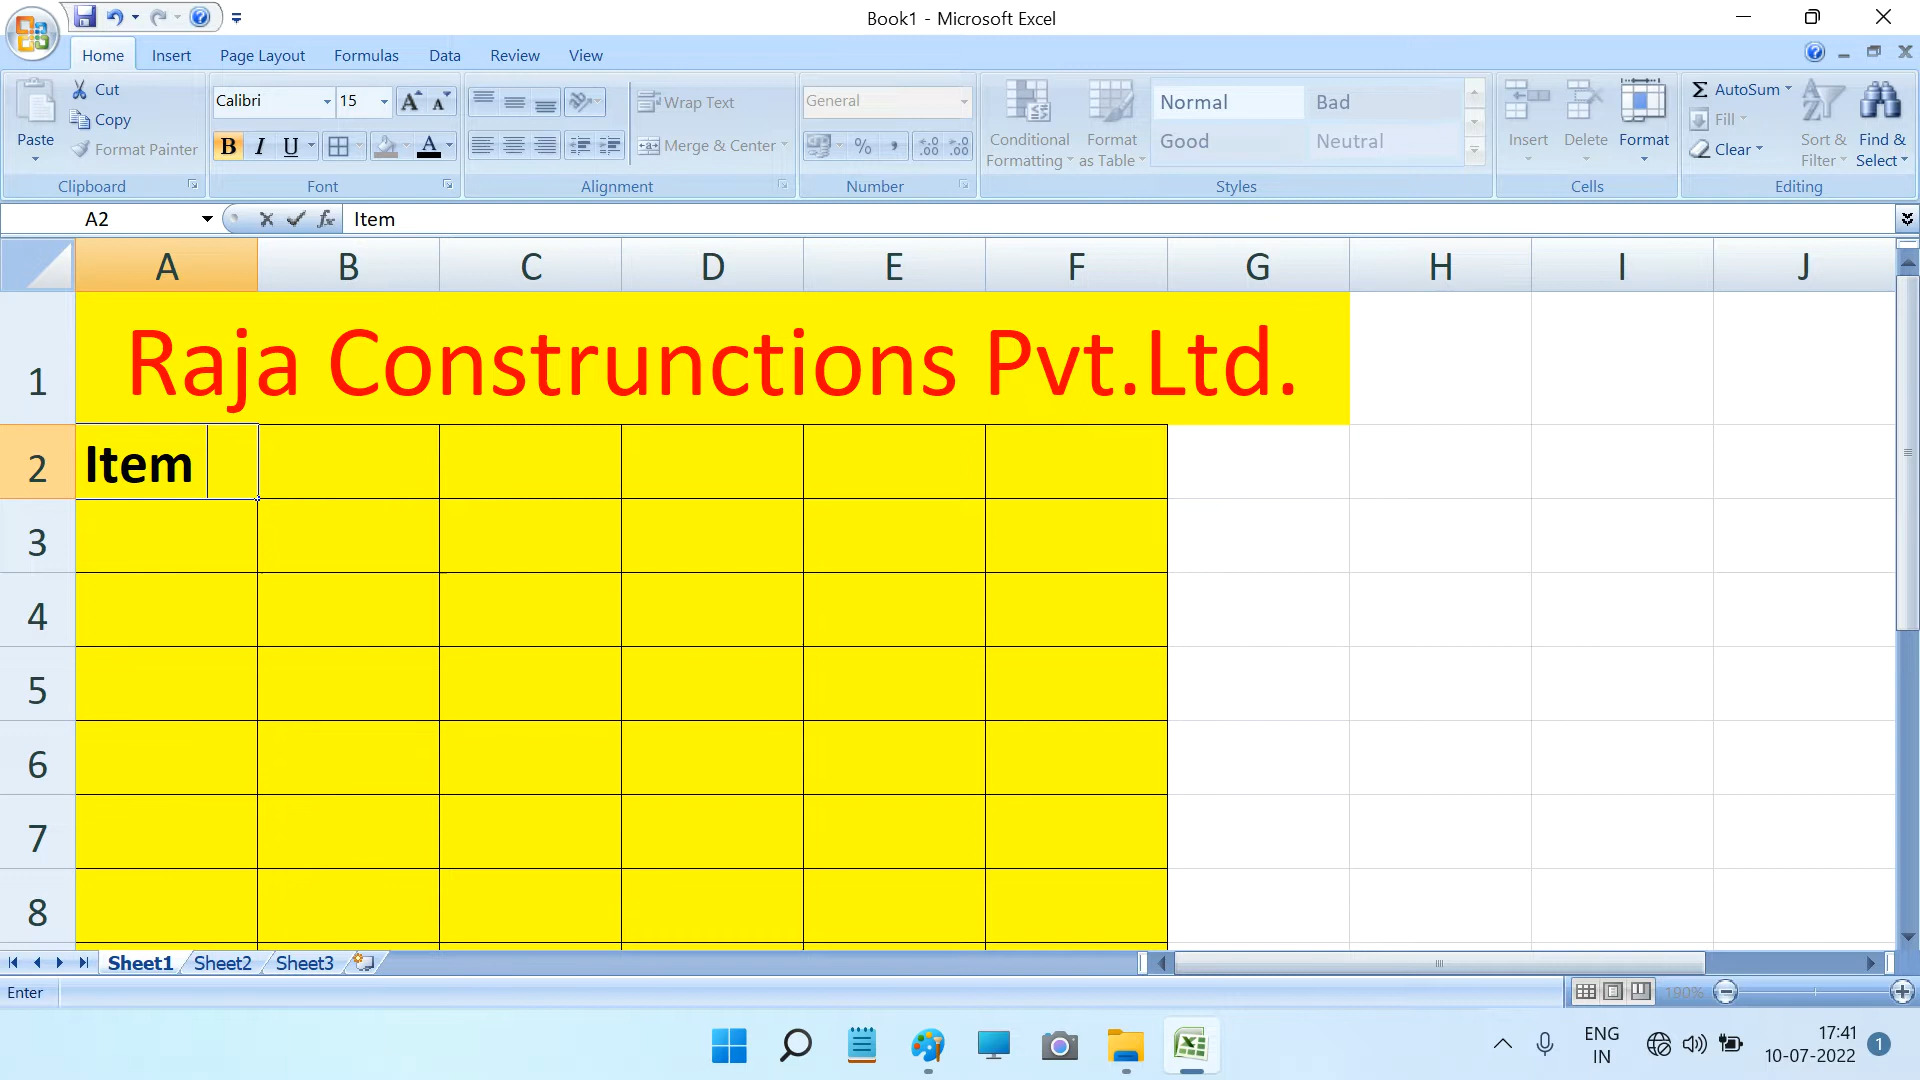 Book1 - Microsoft Excel
Home Insert Page Layout Formulas Data Review View
Paste
Cut
Copy
Format Painter
Clipboard
Calibri 15
B I U A
Font
Wrap Text
Merge & Center
Alignment
General
% ,
Number
Conditional Formatting
Format as Table
Normal Bad
Good Neutral
Styles
Insert Delete Format
Cells
Σ AutoSum
Fill
Clear
Sort & Filter
Find & Select
Editing
A2 fx Item
A B C D E F G H I J
1 Raja Construnctions Pvt.Ltd.
2 Item
3
4
5
6
7
8
Sheet1 Sheet2 Sheet3
Enter 190%
ENG IN 17:41 10-07-2022 1